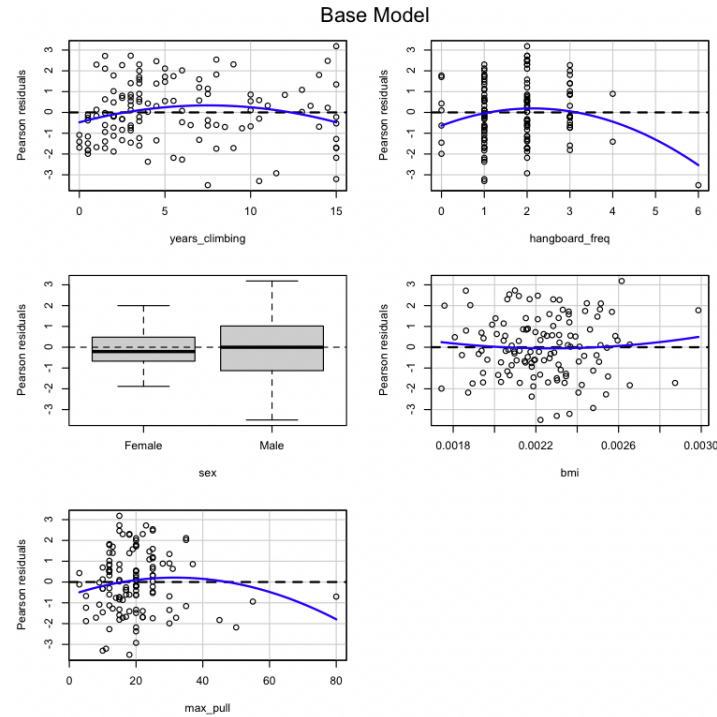 Base Model
Pearson residuals
3
2
1
0
-1
-2
-3
0 5 10 15
years_climbing
Pearson residuals
3
2
1
0
-1
-2
-3
0 1 2 3 4 5 6
hangboard_freq
Pearson residuals
3
2
1
0
-1
-2
-3
Female Male
sex
Pearson residuals
3
2
1
0
-1
-2
-3
0.0018 0.0022 0.0026 0.0030
bmi
Pearson residuals
3
2
1
0
-1
-2
-3
0 20 40 60 80
max_pull